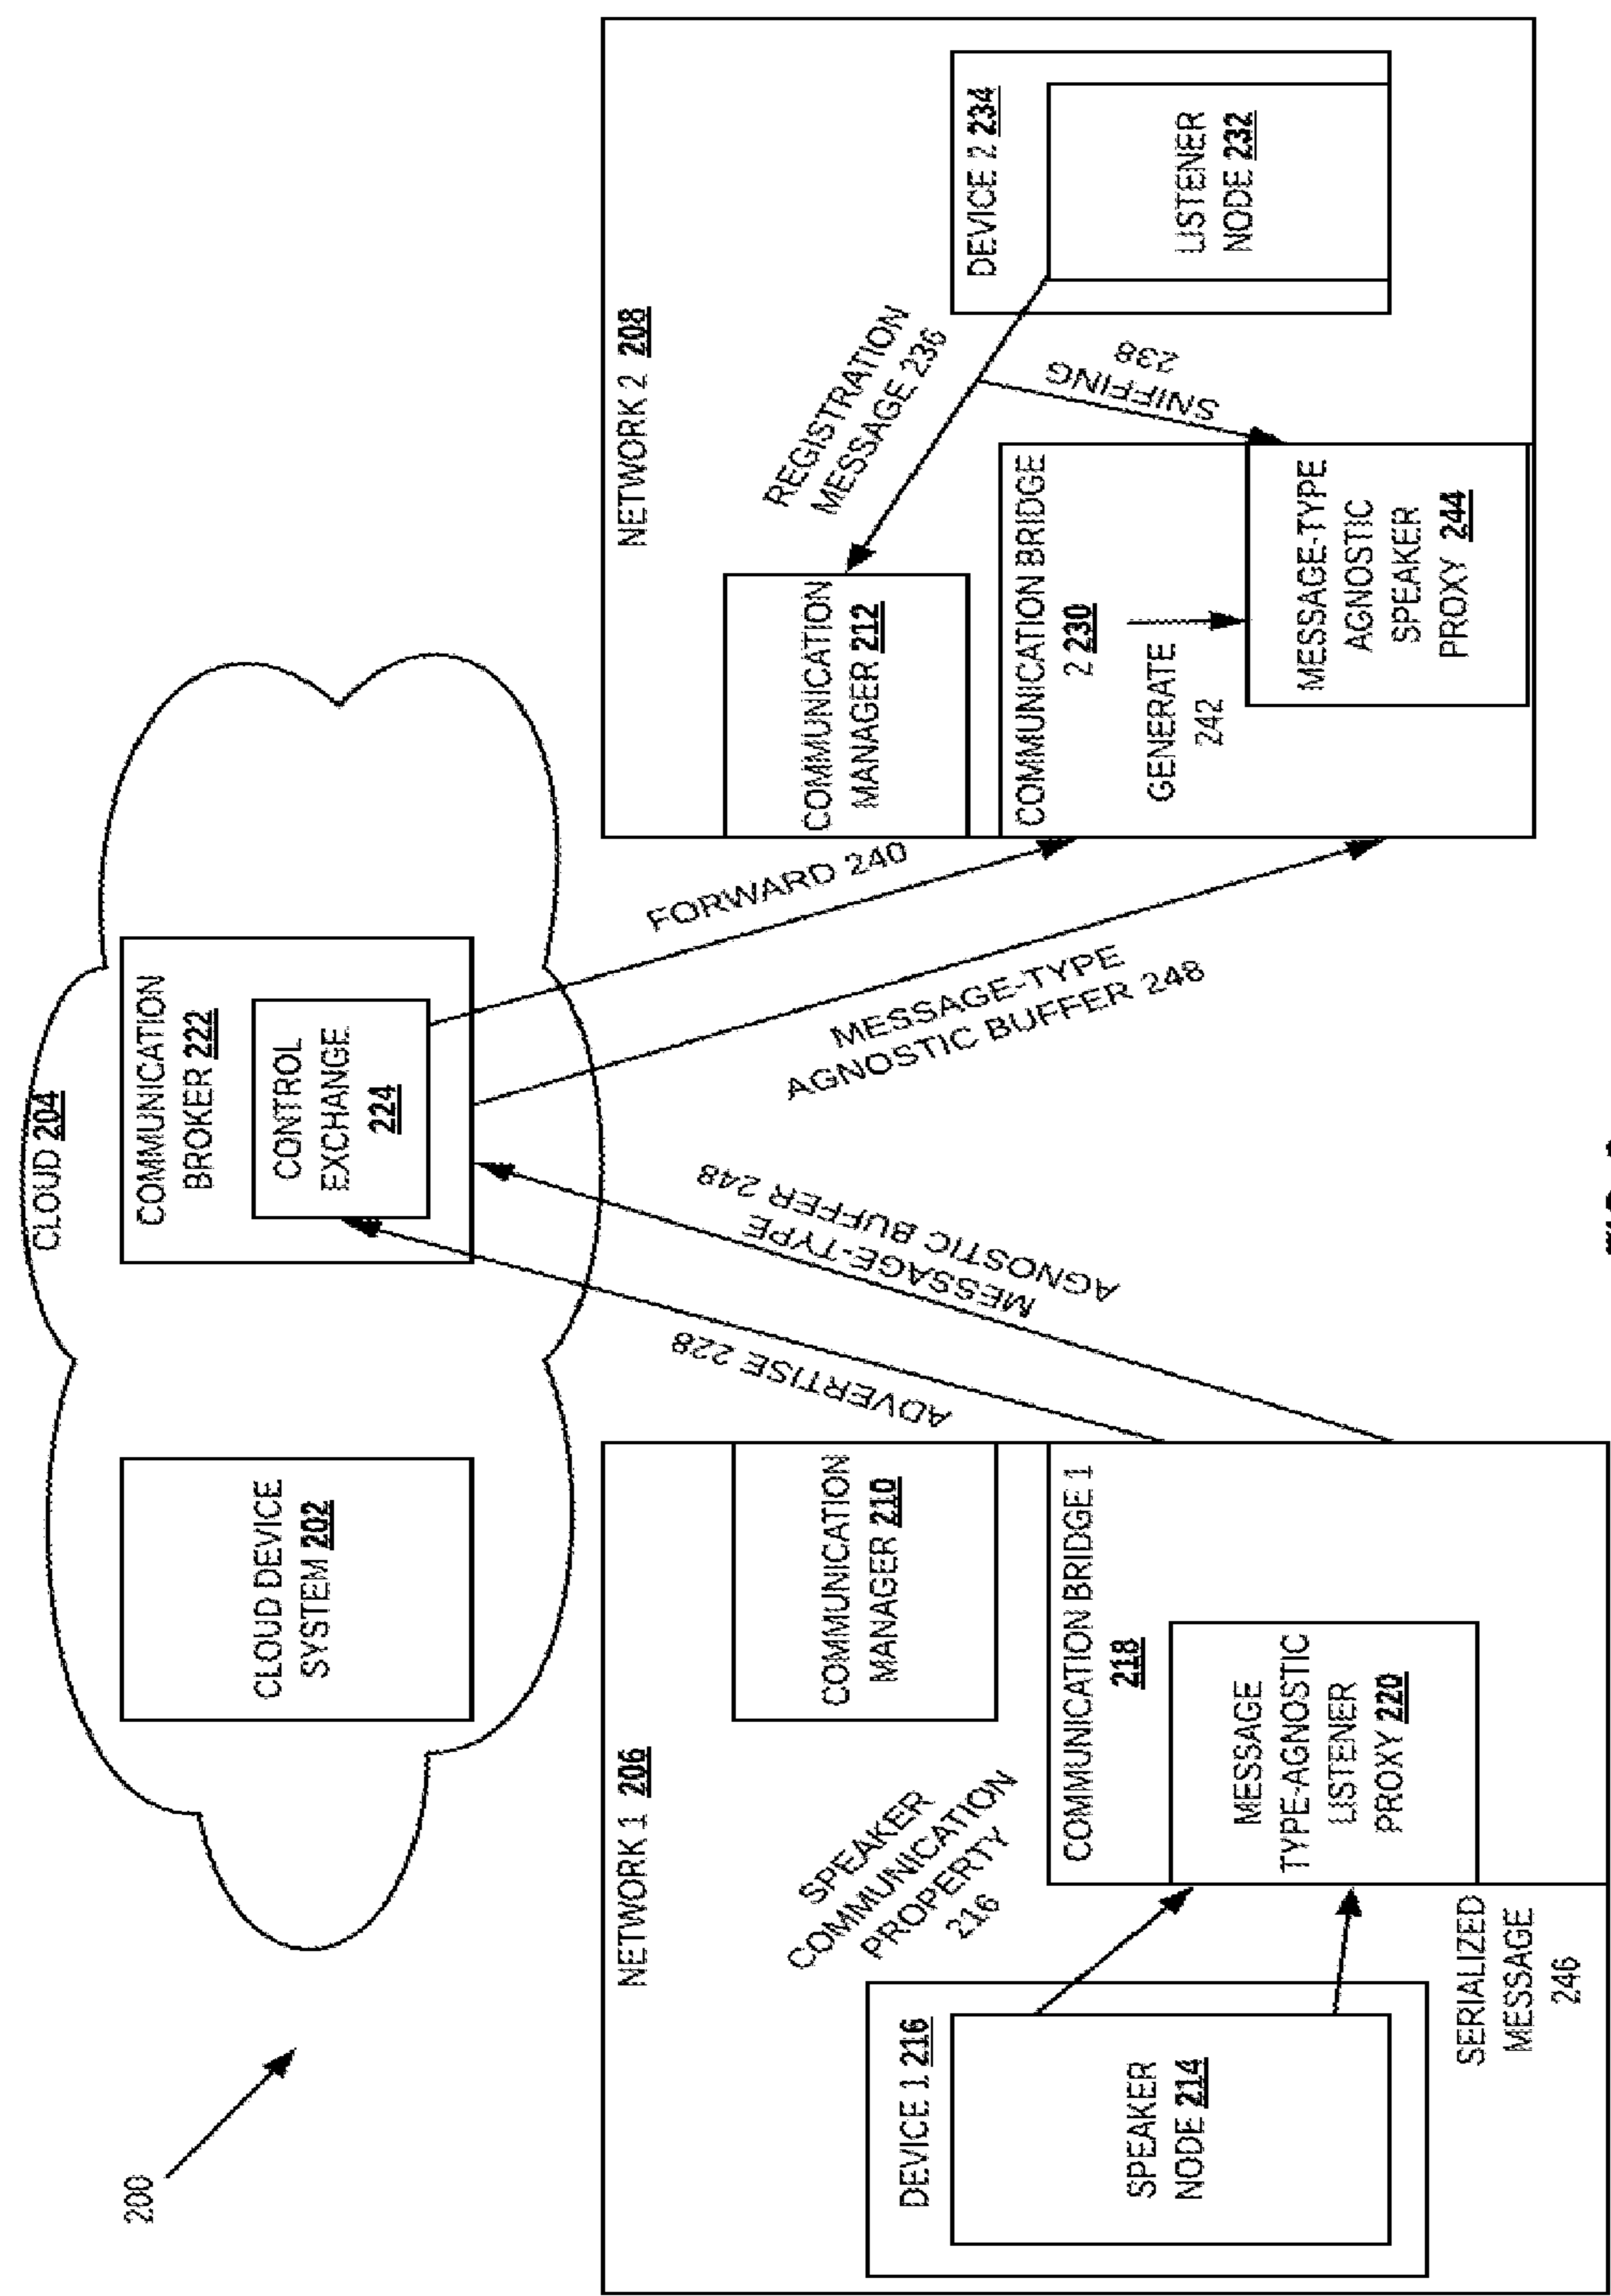 200
CLOUD 204
CLOUD DEVICE
SYSTEM 202
COMMUNICATION
BROKER 222
CONTROL
EXCHANGE
224
NETWORK 1 206
COMMUNICATION
MANAGER 210
SPEAKER
COMMUNICATION
PROPERTY
216
DEVICE 1 216
SPEAKER
NODE 214
COMMUNICATION BRIDGE 1
218
MESSAGE
TYPE-AGNOSTIC
LISTENER
PROXY 220
SERIALIZED
MESSAGE
246
ADVERTISE 228
MESSAGE-TYPE
AGNOSTIC BUFFER 248
FORWARD 240
MESSAGE-TYPE
AGNOSTIC BUFFER 248
NETWORK 2 208
COMMUNICATION
MANAGER 212
REGISTRATION
MESSAGE 236
DEVICE 2 234
LISTENER
NODE 232
SNIFFING
238
COMMUNICATION BRIDGE
2 230
GENERATE
242
MESSAGE-TYPE
AGNOSTIC
SPEAKER
PROXY 244